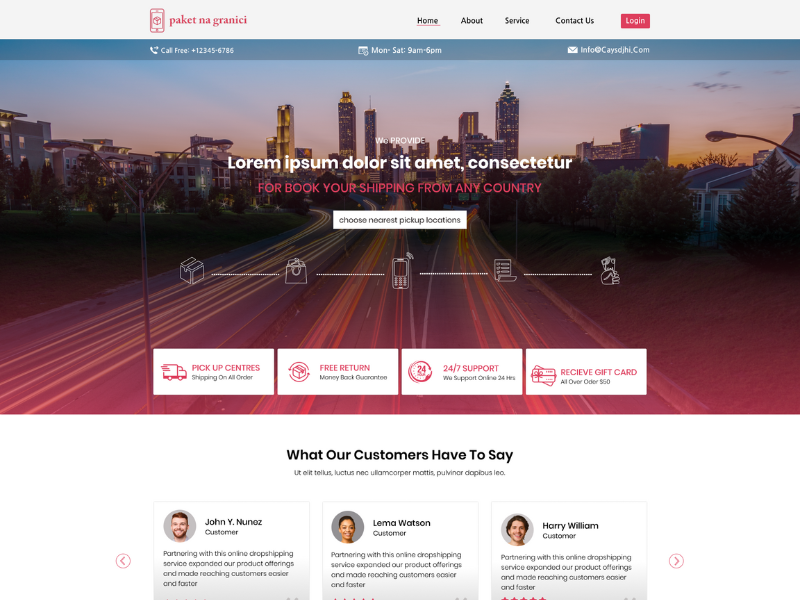 paket na granici
Home About Service Contact Us Login
Call Free: +12345-6786 Mon- Sat: 9am-6pm Info@Caysdjhi.Com
We PROVIDE
Lorem ipsum dolor sit amet, consectetur
FOR BOOK YOUR SHIPPING FROM ANY COUNTRY
choose nearest pickup locations
PICK UP CENTRES
Shipping On All Order
FREE RETURN
Money Back Guarantee
24
24/7 SUPPORT
We Support Online 24 Hrs
RECIEVE GIFT CARD
All Over Oder $50
What Our Customers Have To Say
Ut elit tellus, luctus nec ullamcorper mattis, pulvinar dapibus leo.
John Y. Nunez
Customer
Partnering with this online dropshipping
service expanded our product offerings
and made reaching customers easier
and faster
Lema Watson
Customer
Partnering with this online dropshipping
service expanded our product offerings
and made reaching customers easier
and faster
Harry William
Customer
Partnering with this online dropshipping
service expanded our product offerings
and made reaching customers easier
and faster